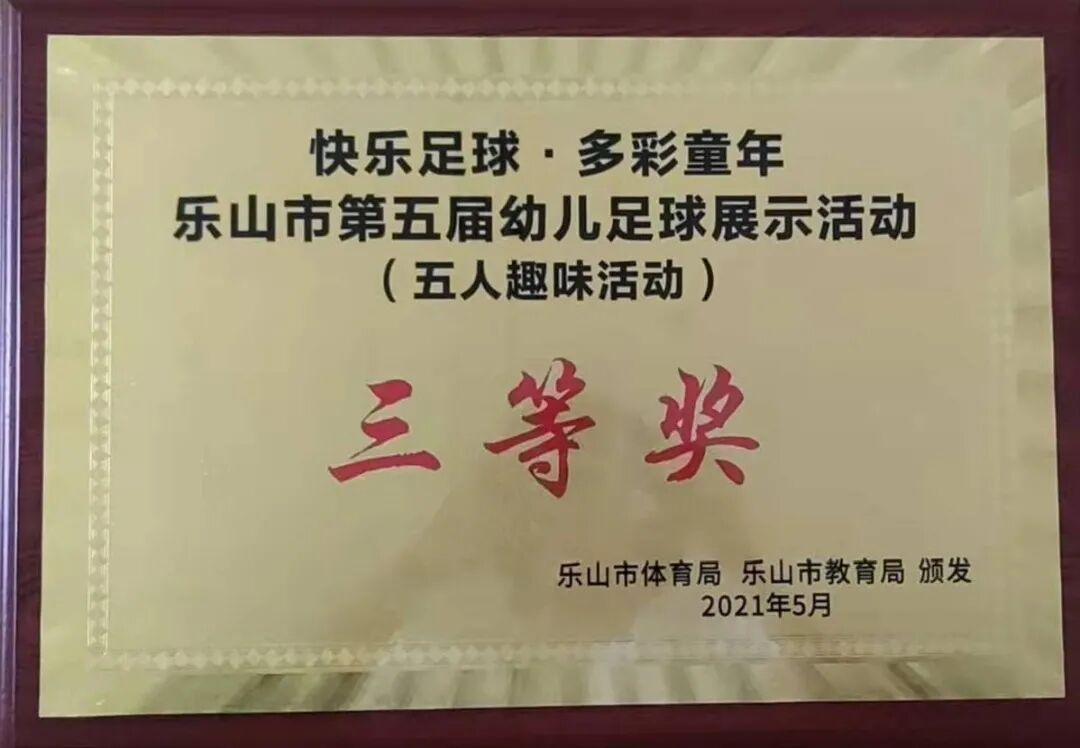 快乐足球·多彩童年
乐山市第五届幼儿足球展示活动
（五人趣味活动）
三等奖
乐山市体育局 乐山市教育局 颁发
2021年5月